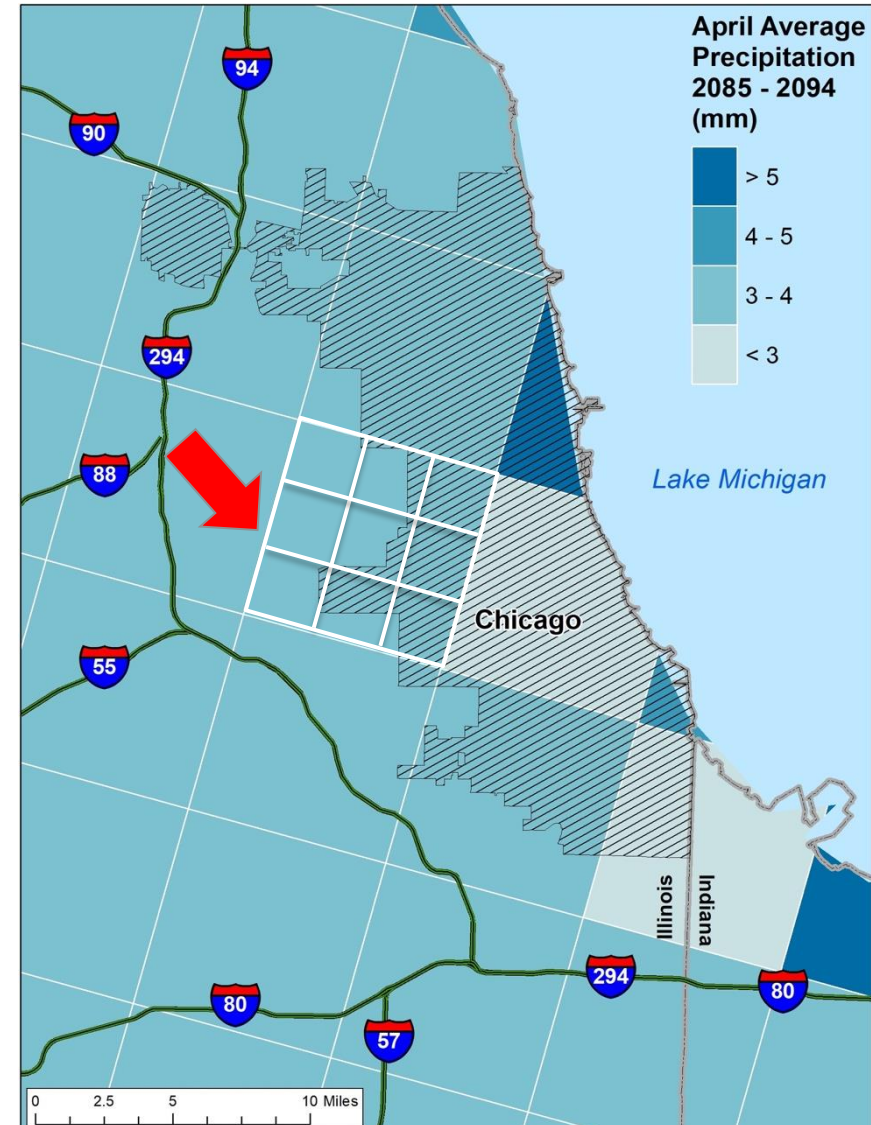 April Average
Precipitation
2085 - 2094
(mm)
> 5
4 - 5
3 - 4
< 3
94
90
294
88
Lake Michigan
Chicago
55
Illinois
Indiana
294
80
80
57
0 2.5 5 10 Miles